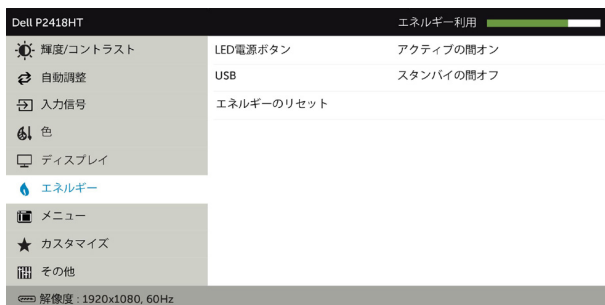 Dell P2418HT エネルギー利用
輝度/コントラスト LED電源ボタン アクティブの間オン
自動調整 USB スタンバイの間オフ
入力信号 エネルギーのリセット
色
ディスプレイ
エネルギー
メニュー
カスタマイズ
その他
解像度 : 1920x1080, 60Hz